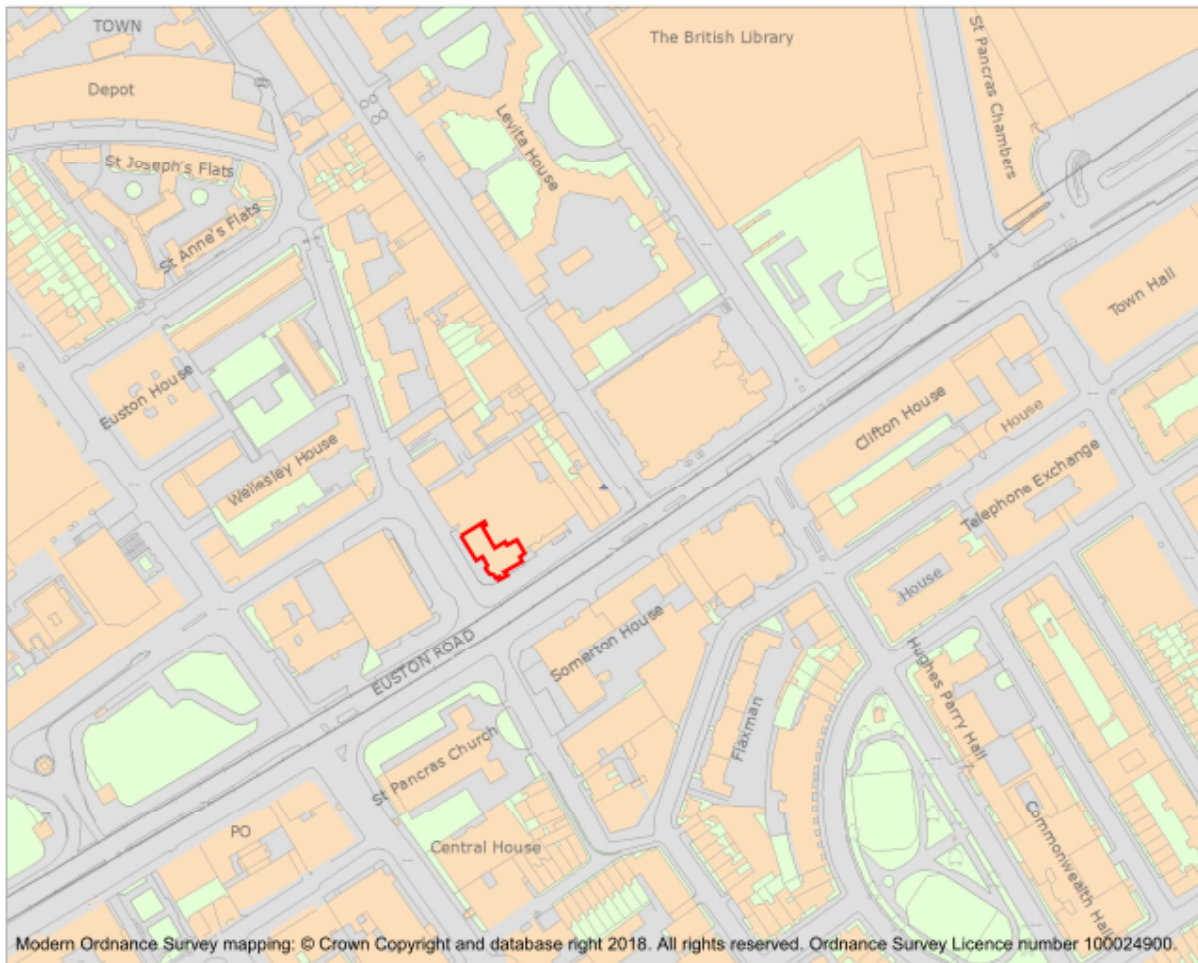 TOWN
The British Library
St Pancras Chambers
Depot
Levita House
St Joseph's Flats
St Anne's Flats
Town Hall
Euston House
Clifton House
House
Wellesley House
Telephone Exchange
House
Somerton House
EUSTON ROAD
Hughes Parry Hall
Flaxman
St Pancras Church
PO
Central House
Commonwealth Hall
Modern Ordnance Survey mapping: © Crown Copyright and database right 2018. All rights reserved. Ordnance Survey Licence number 100024900.